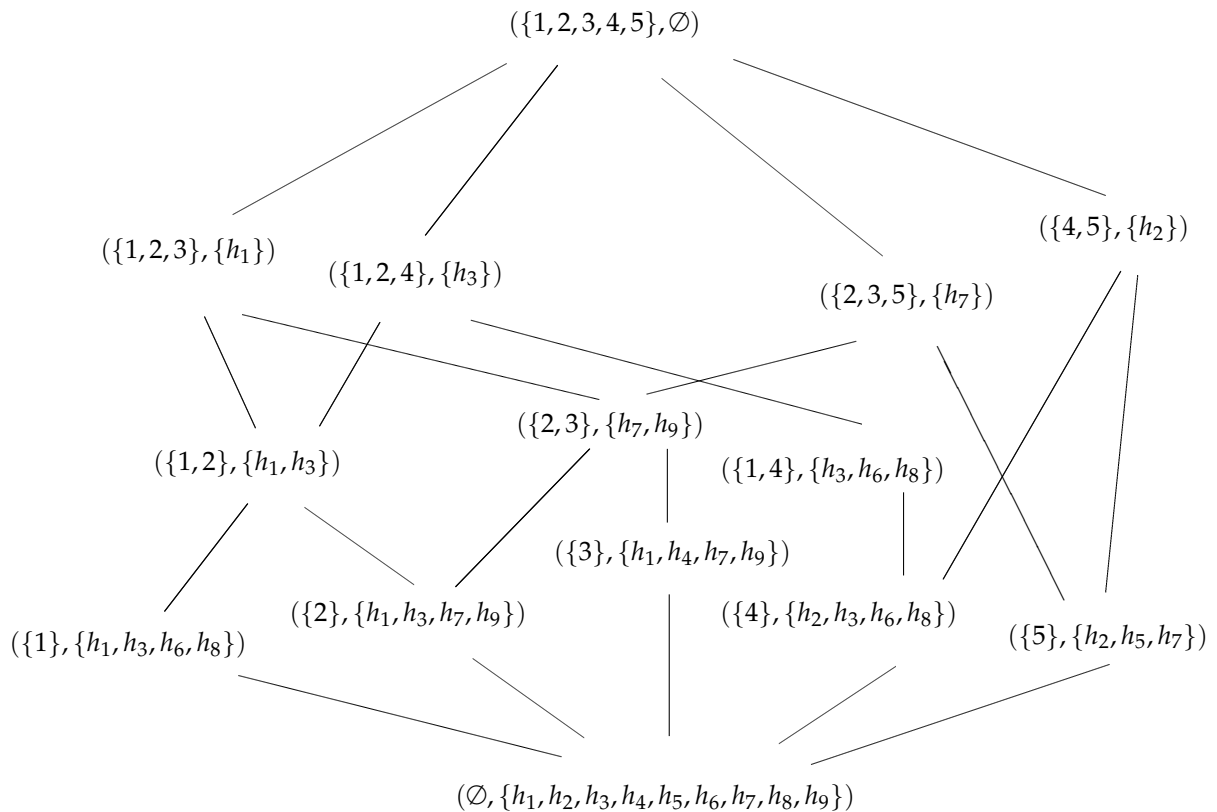 ({1, 2, 3, 4, 5}, ∅)
({4, 5}, {h₂})
({1, 2, 3}, {h₁})
({1, 2, 4}, {h₃})
({2, 3, 5}, {h₇})
({2, 3}, {h₇, h₉})
({1, 2}, {h₁, h₃})
({1, 4}, {h₃, h₆, h₈})
({3}, {h₁, h₄, h₇, h₉})
({2}, {h₁, h₃, h₇, h₉})
({4}, {h₂, h₃, h₆, h₈})
({1}, {h₁, h₃, h₆, h₈})
({5}, {h₂, h₅, h₇})
(∅, {h₁, h₂, h₃, h₄, h₅, h₆, h₇, h₈, h₉})